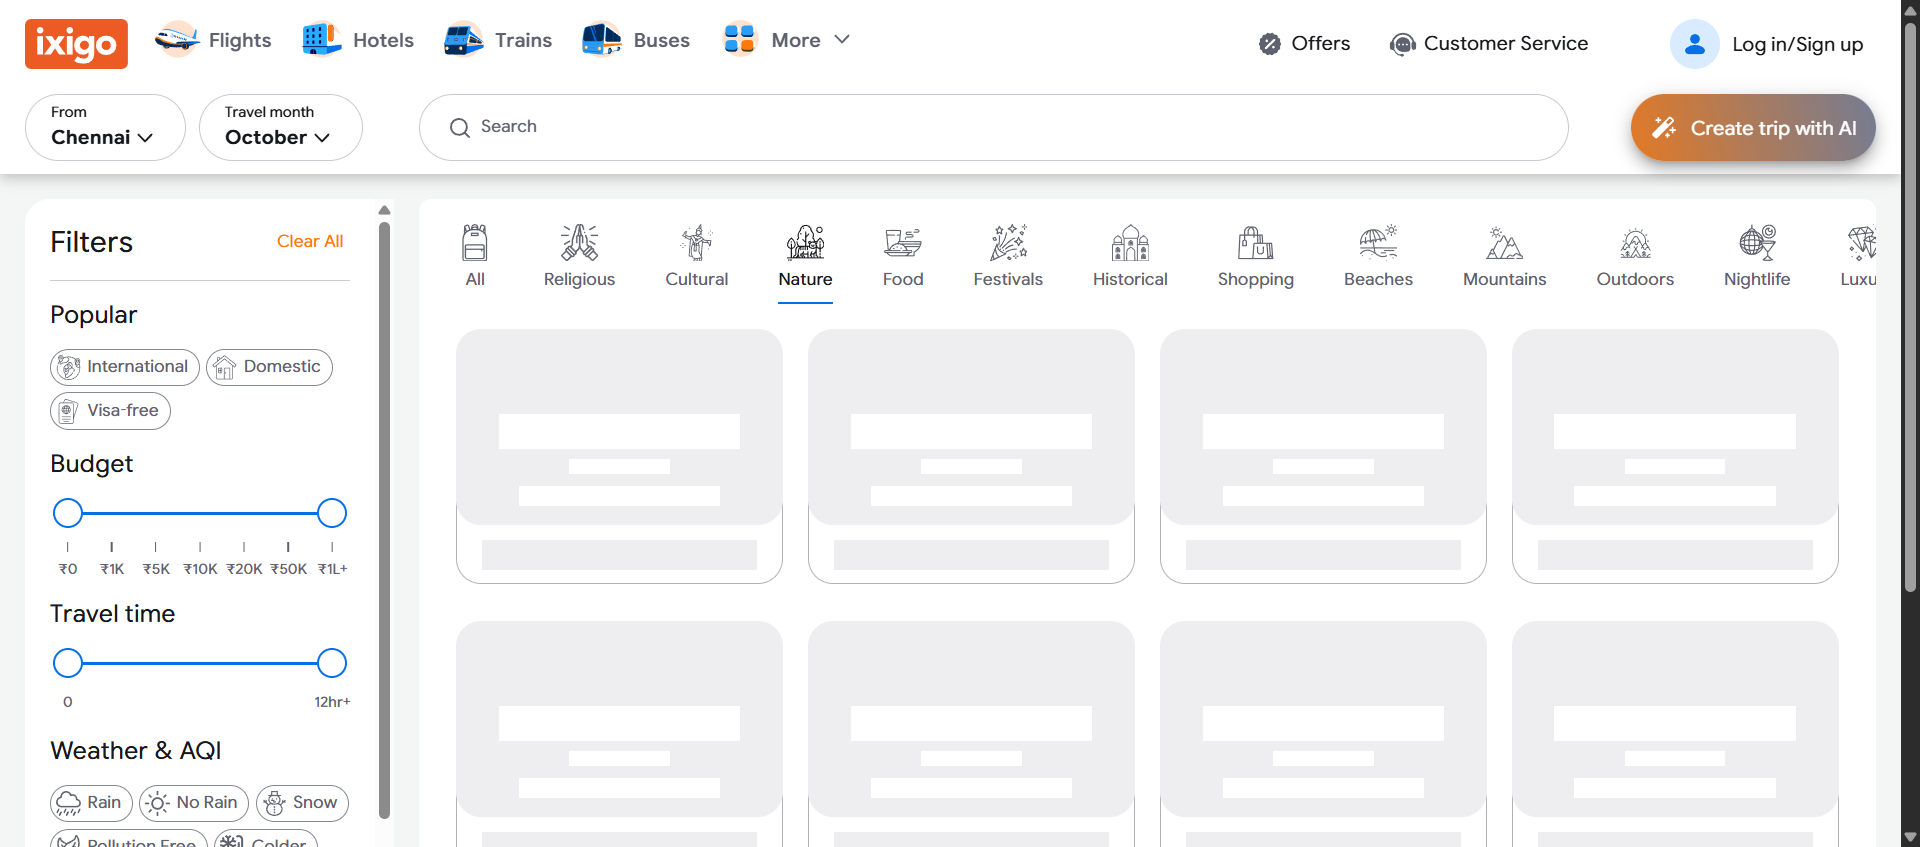 ixigo
Flights
Hotels
Trains
Buses
More
Offers
Customer Service
Log in/Sign up
From
Chennai
Travel month
October
Search
Create trip with AI
Filters
Clear All
Popular
International
Domestic
Visa-free
Budget
₹0 ₹1K ₹5K ₹10K ₹20K ₹50K ₹1L+
Travel time
0 12hr+
Weather & AQI
Rain
No Rain
Snow
Pollution Free
Colder
All
Religious
Cultural
Nature
Food
Festivals
Historical
Shopping
Beaches
Mountains
Outdoors
Nightlife
Luxu